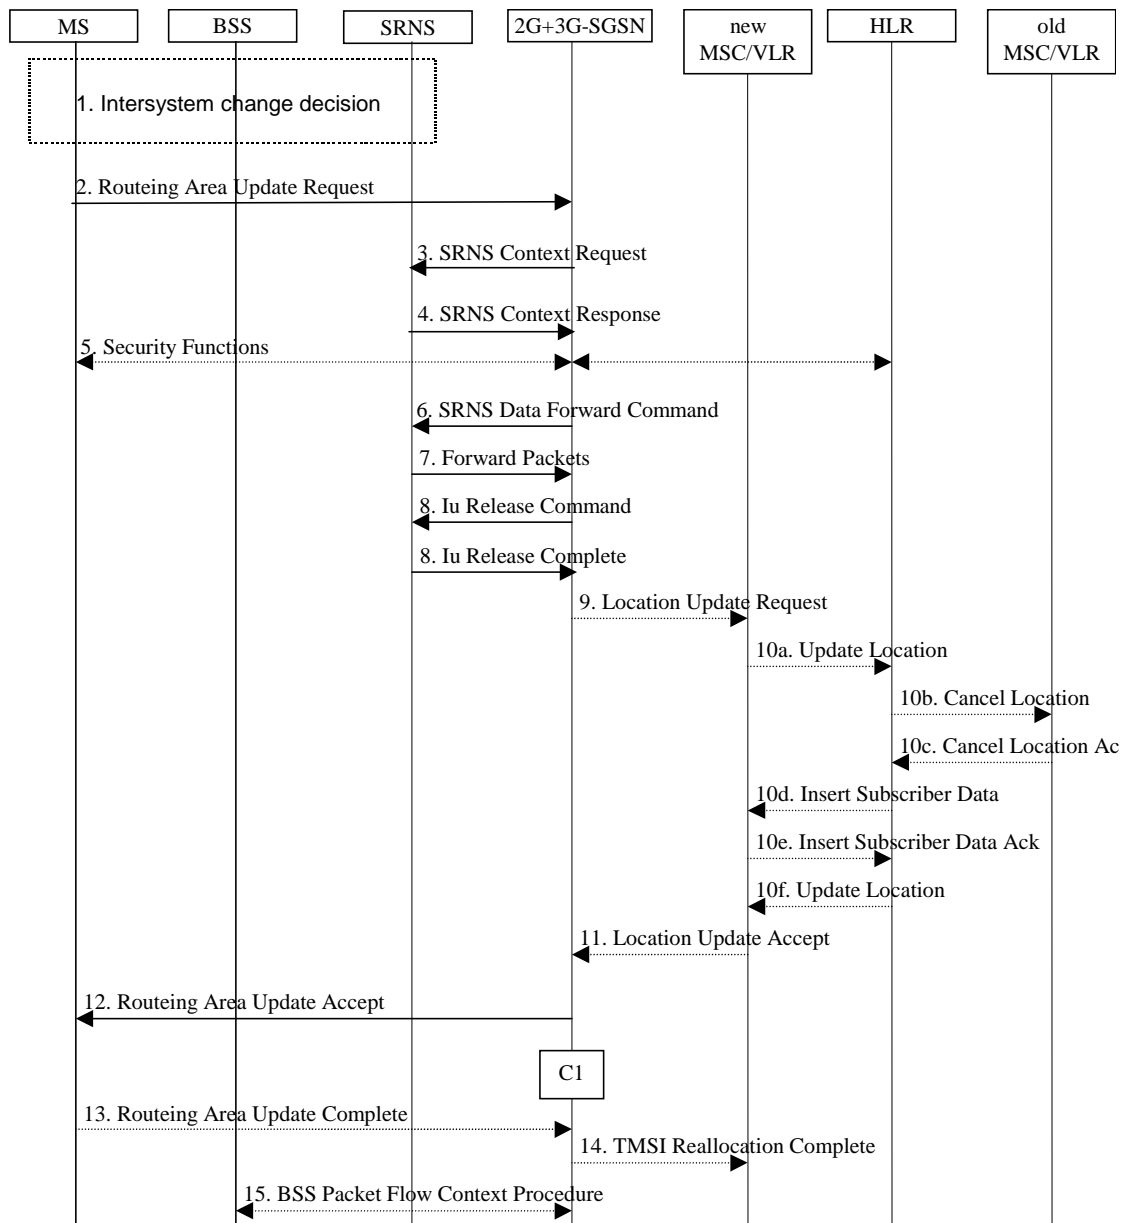 MS
BSS
SRNS
2G+3G-SGSN
new
MSC/VLR
HLR
old
MSC/VLR
1. Intersystem change decision
2. Routeing Area Update Request
3. SRNS Context Request
4. SRNS Context Response
5. Security Functions
6. SRNS Data Forward Command
7. Forward Packets
8. Iu Release Command
8. Iu Release Complete
9. Location Update Request
10a. Update Location
10b. Cancel Location
10c. Cancel Location Ac
10d. Insert Subscriber Data
10e. Insert Subscriber Data Ack
10f. Update Location
11. Location Update Accept
12. Routeing Area Update Accept
C1
13. Routeing Area Update Complete
14. TMSI Reallocation Complete
15. BSS Packet Flow Context Procedure